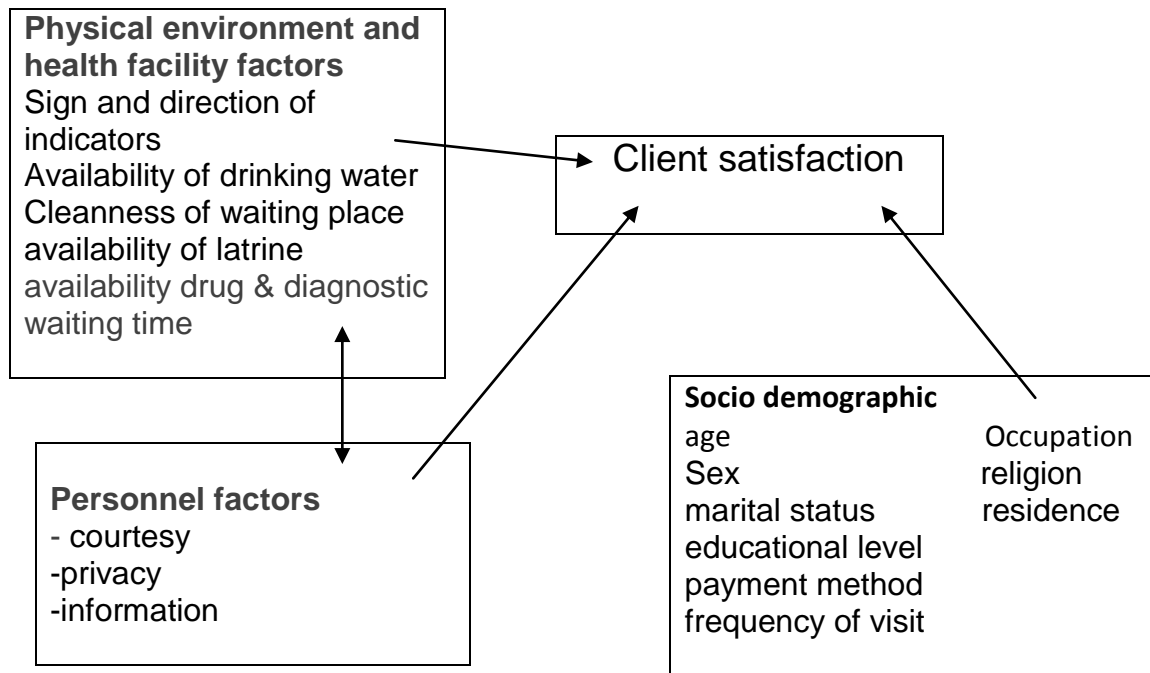 Physical environment and
health facility factors
Sign and direction of
indicators
Availability of drinking water
Cleanness of waiting place
availability of latrine
availability drug & diagnostic
waiting time
Client satisfaction
Personnel factors
- courtesy
-privacy
-information
Socio demographic
age Occupation
Sex religion
marital status residence
educational level
payment method
frequency of visit